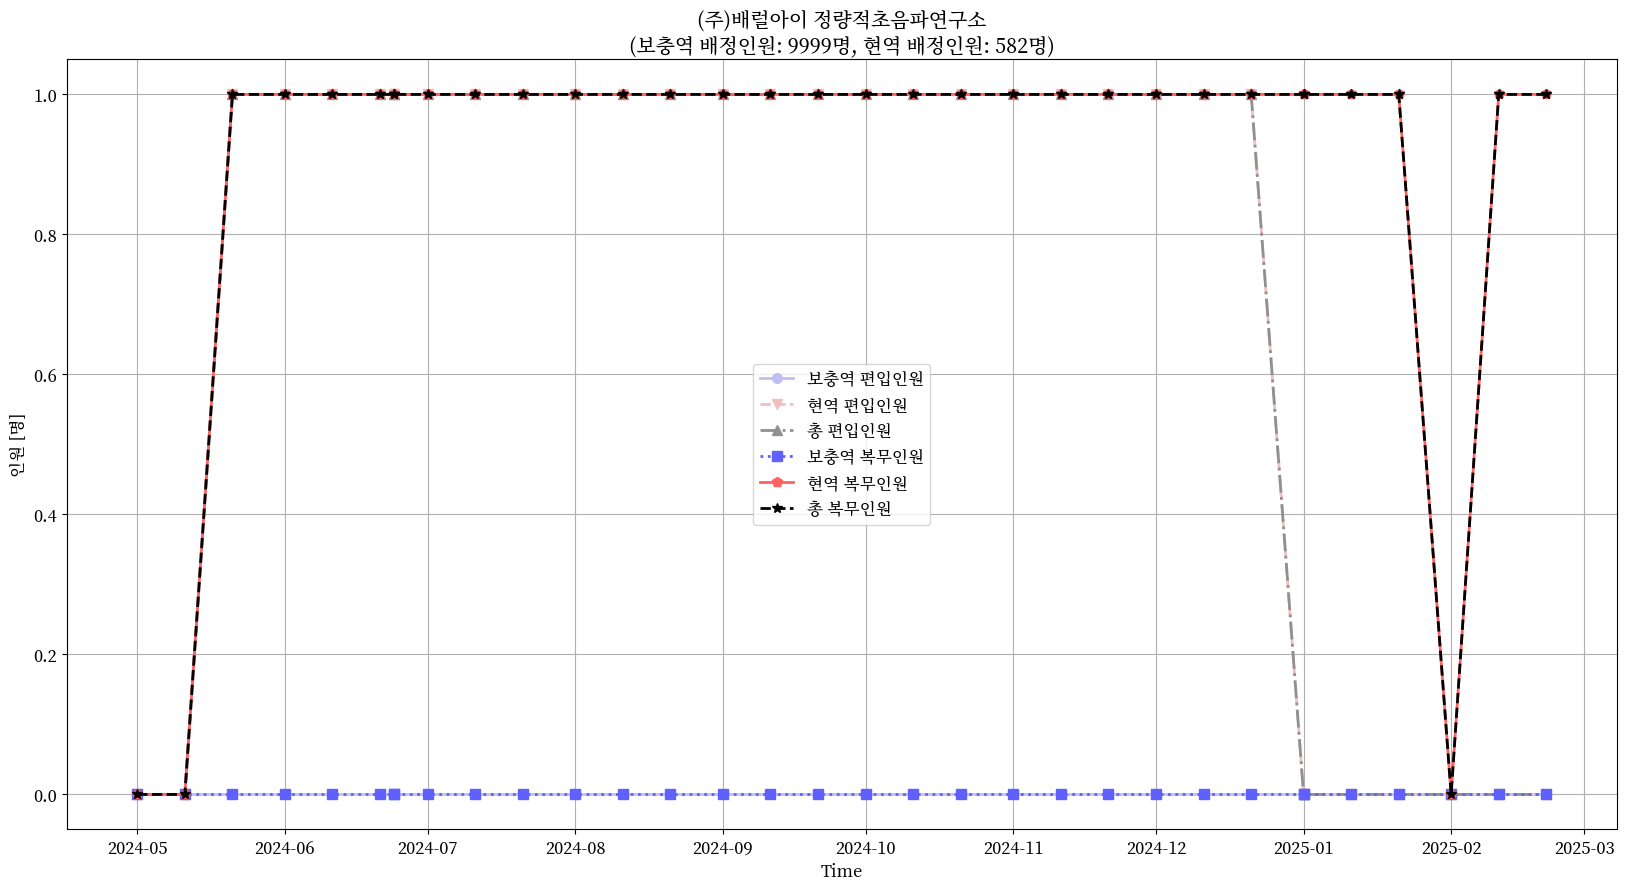 (주)배럴아이 정량적초음파연구소
(보충역 배정인원: 9999명, 현역 배정인원: 582명)
인원 [명]
1.0
0.8
0.6
0.4
0.2
0.0
보충역 편입인원
현역 편입인원
총 편입인원
보충역 복무인원
현역 복무인원
총 복무인원
2024-05 2024-06 2024-07 2024-08 2024-09 2024-10 2024-11 2024-12 2025-01 2025-02 2025-03
Time